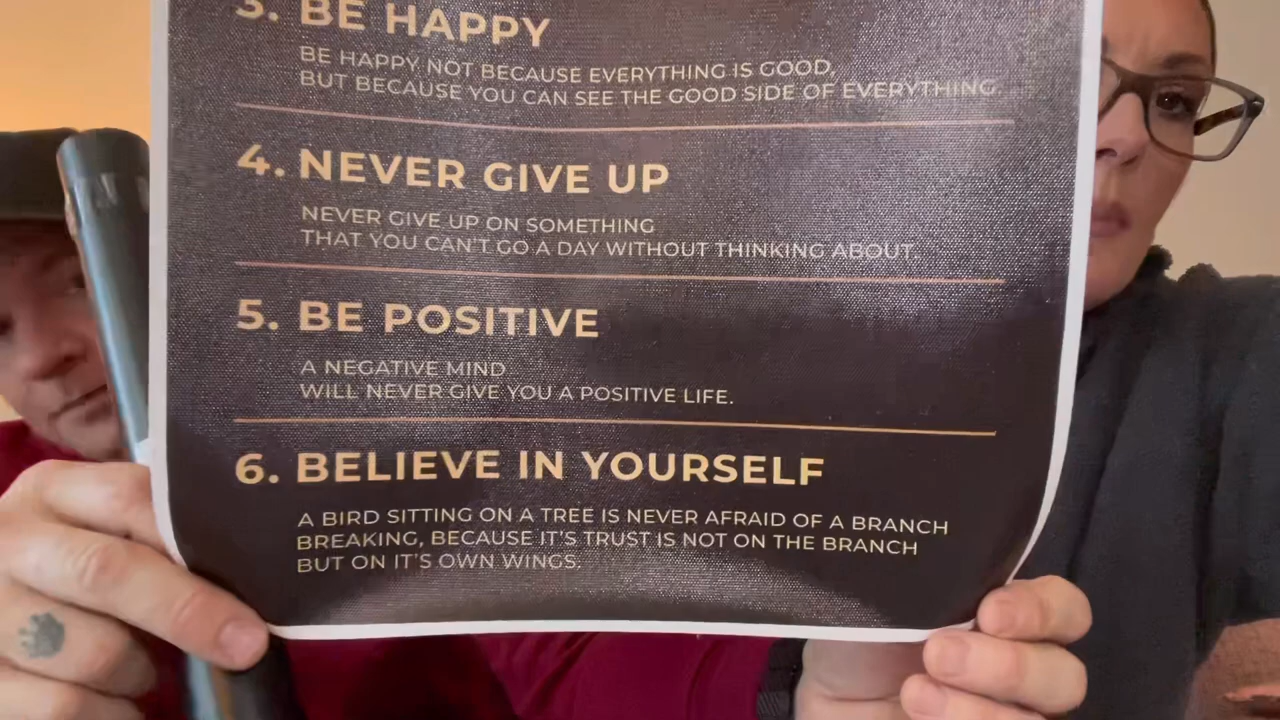 3. BE HAPPY
BE HAPPY NOT BECAUSE EVERYTHING IS GOOD,
BUT BECAUSE YOU CAN SEE THE GOOD SIDE OF EVERYTHING.
4. NEVER GIVE UP
NEVER GIVE UP ON SOMETHING
THAT YOU CAN'T GO A DAY WITHOUT THINKING ABOUT.
5. BE POSITIVE
A NEGATIVE MIND
WILL NEVER GIVE YOU A POSITIVE LIFE.
6. BELIEVE IN YOURSELF
A BIRD SITTING ON A TREE IS NEVER AFRAID OF A BRANCH
BREAKING, BECAUSE IT'S TRUST IS NOT ON THE BRANCH
BUT ON IT'S OWN WINGS.